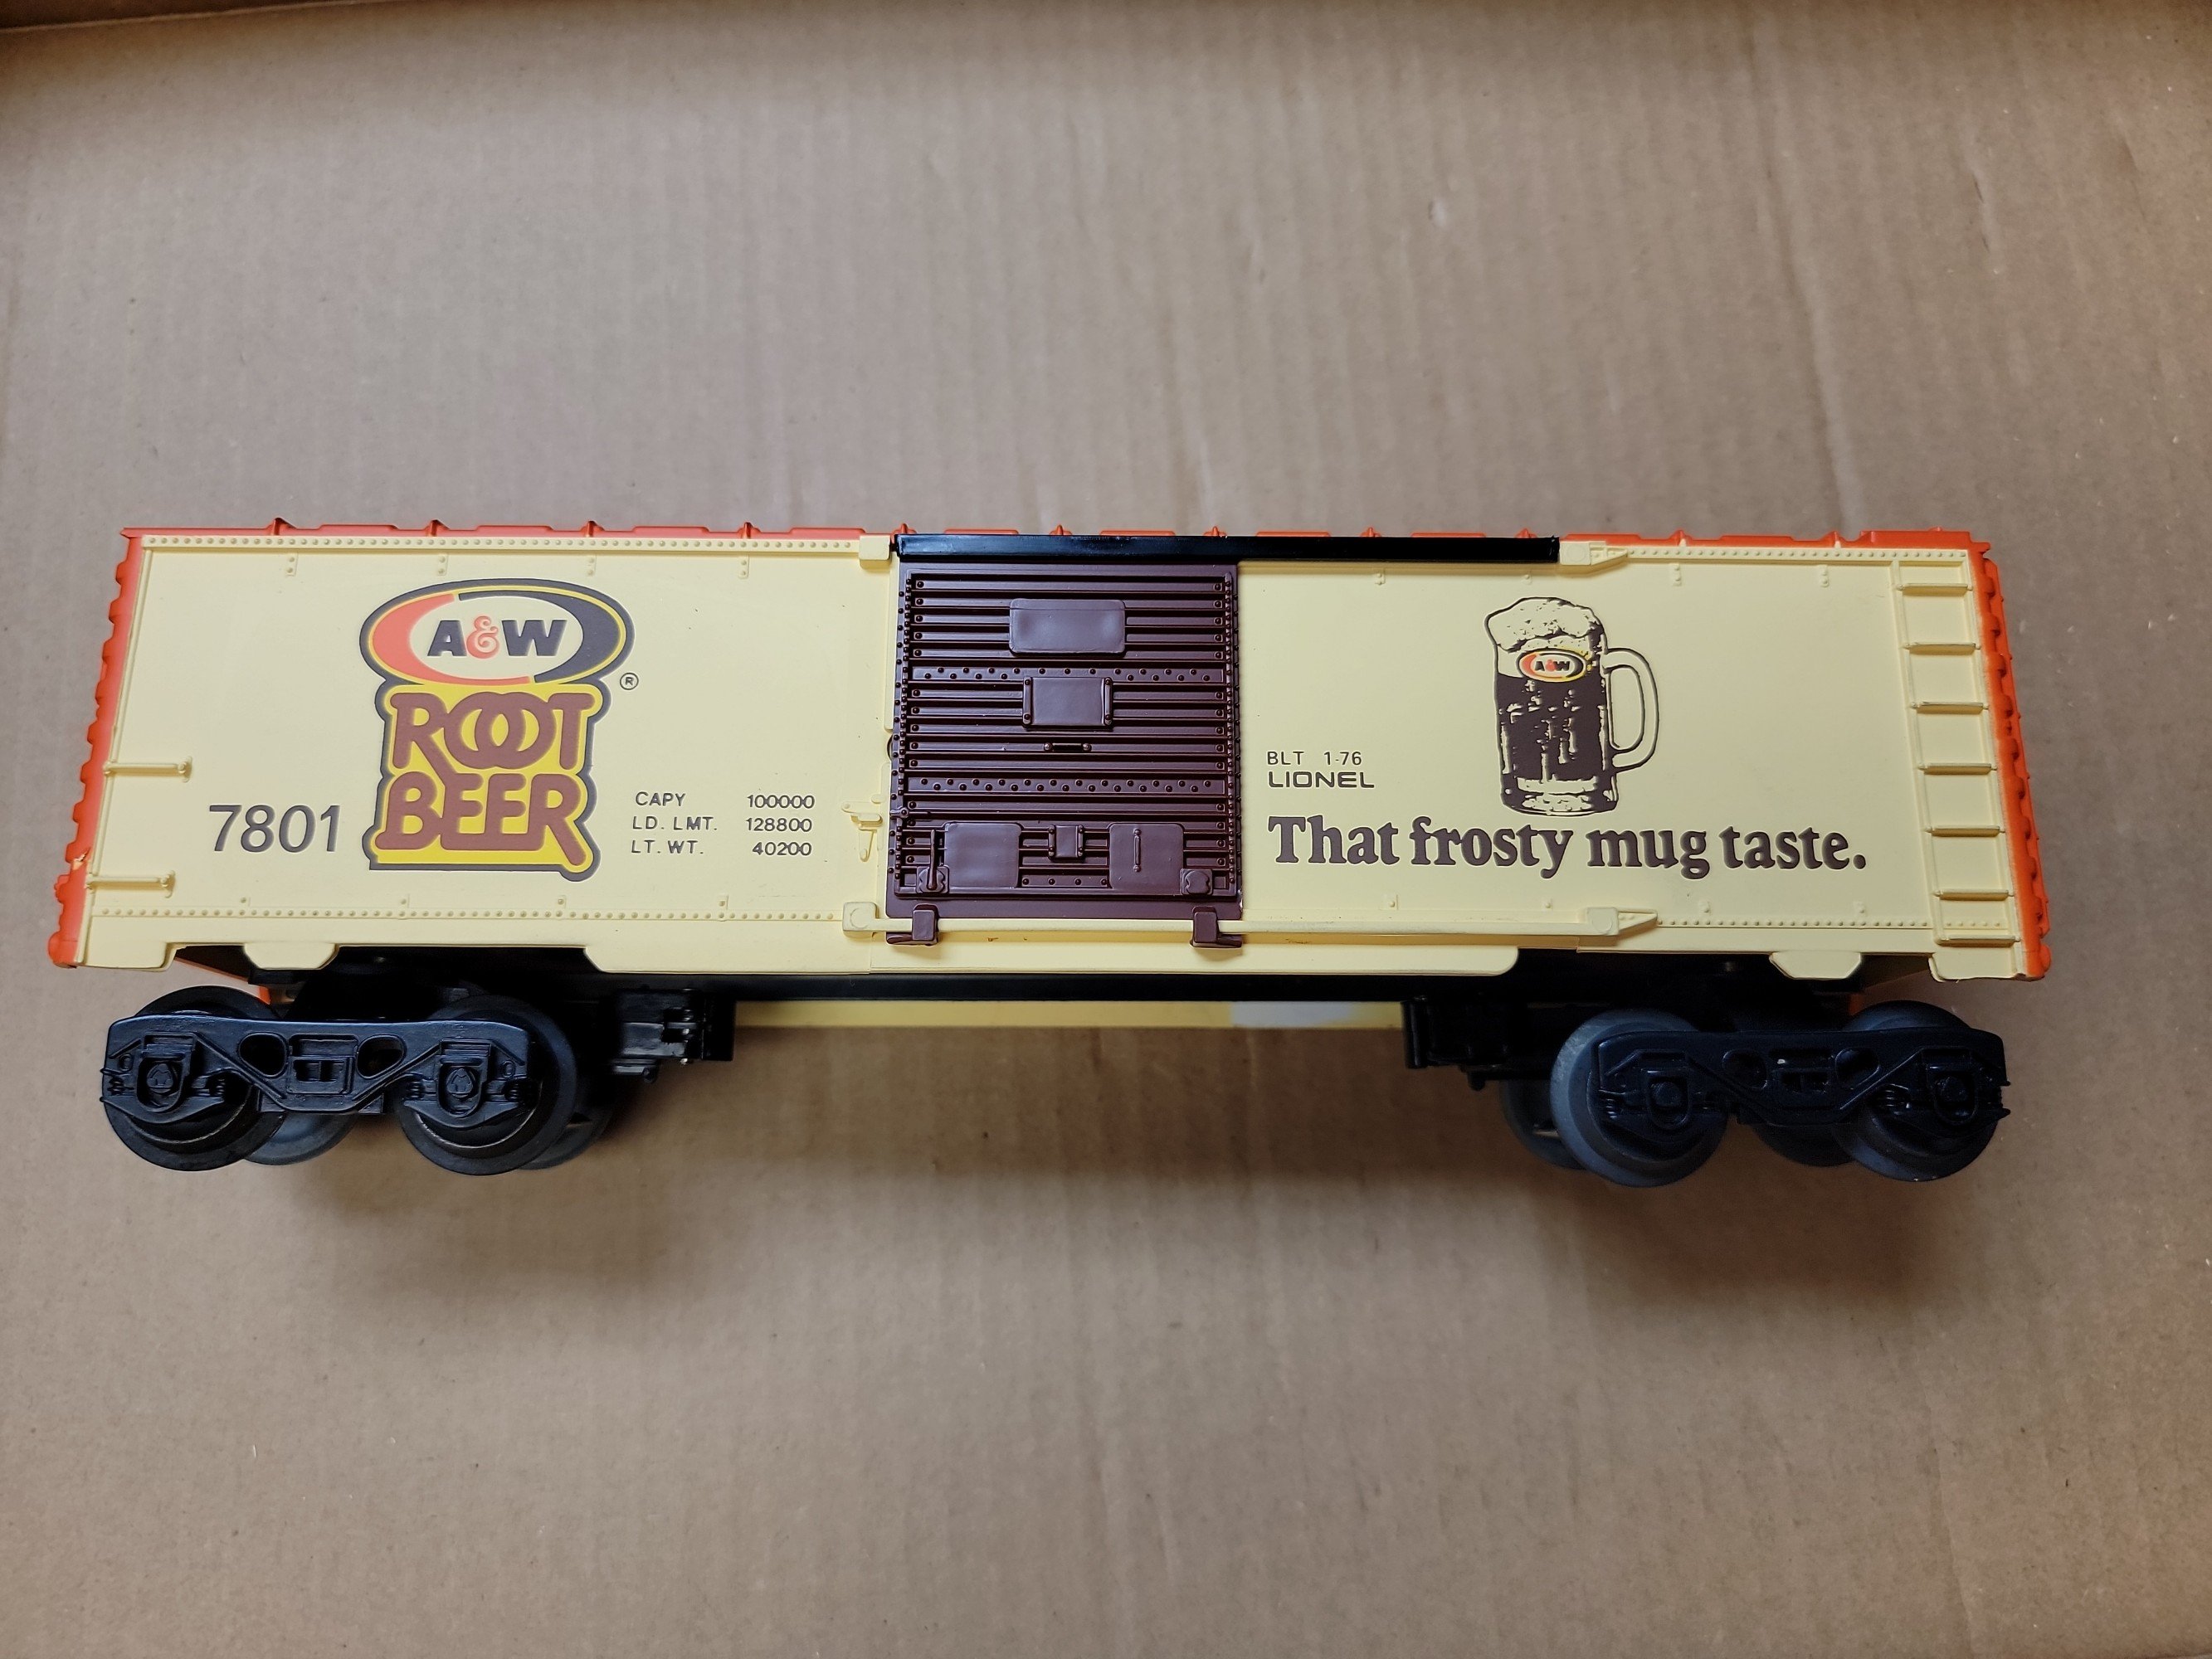 A&W
ROOT
BEER
®
7801
CAPY 100000
LD. LMT. 128800
LT. WT. 40200
A&W
BLT 1-76
LIONEL
That frosty mug taste.